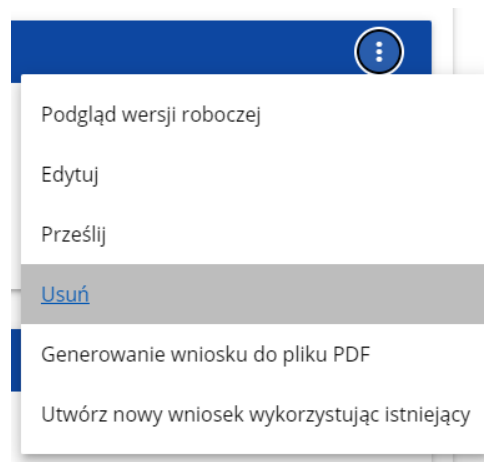 Podgląd wersji roboczej
Edytuj
Prześlij
Usuń
Generowanie wniosku do pliku PDF
Utwórz nowy wniosek wykorzystując istniejący